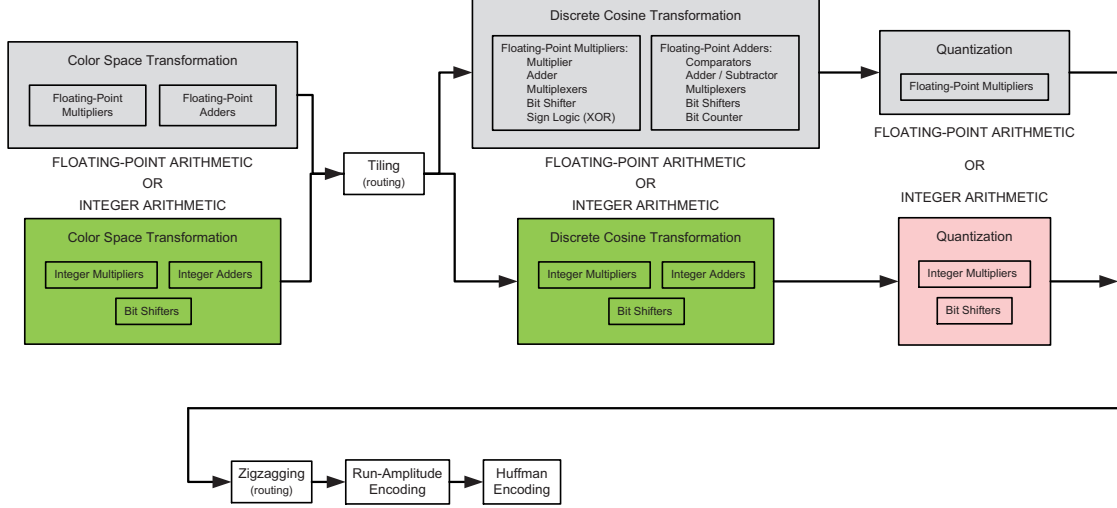 Color Space Transformation
Floating-Point
Multipliers
Floating-Point
Adders
FLOATING-POINT ARITHMETIC
OR
INTEGER ARITHMETIC
Color Space Transformation
Integer Multipliers
Integer Adders
Bit Shifters
Tiling
(routing)
Discrete Cosine Transformation
Floating-Point Multipliers:
Multiplier
Adder
Multiplexers
Bit Shifter
Sign Logic (XOR)
Floating-Point Adders:
Comparators
Adder / Subtractor
Multiplexers
Bit Shifters
Bit Counter
FLOATING-POINT ARITHMETIC
OR
INTEGER ARITHMETIC
Discrete Cosine Transformation
Integer Multipliers
Integer Adders
Bit Shifters
Quantization
Floating-Point Multipliers
FLOATING-POINT ARITHMETIC
OR
INTEGER ARITHMETIC
Quantization
Integer Multipliers
Bit Shifters
Zigzagging
(routing)
Run-Amplitude
Encoding
Huffman
Encoding